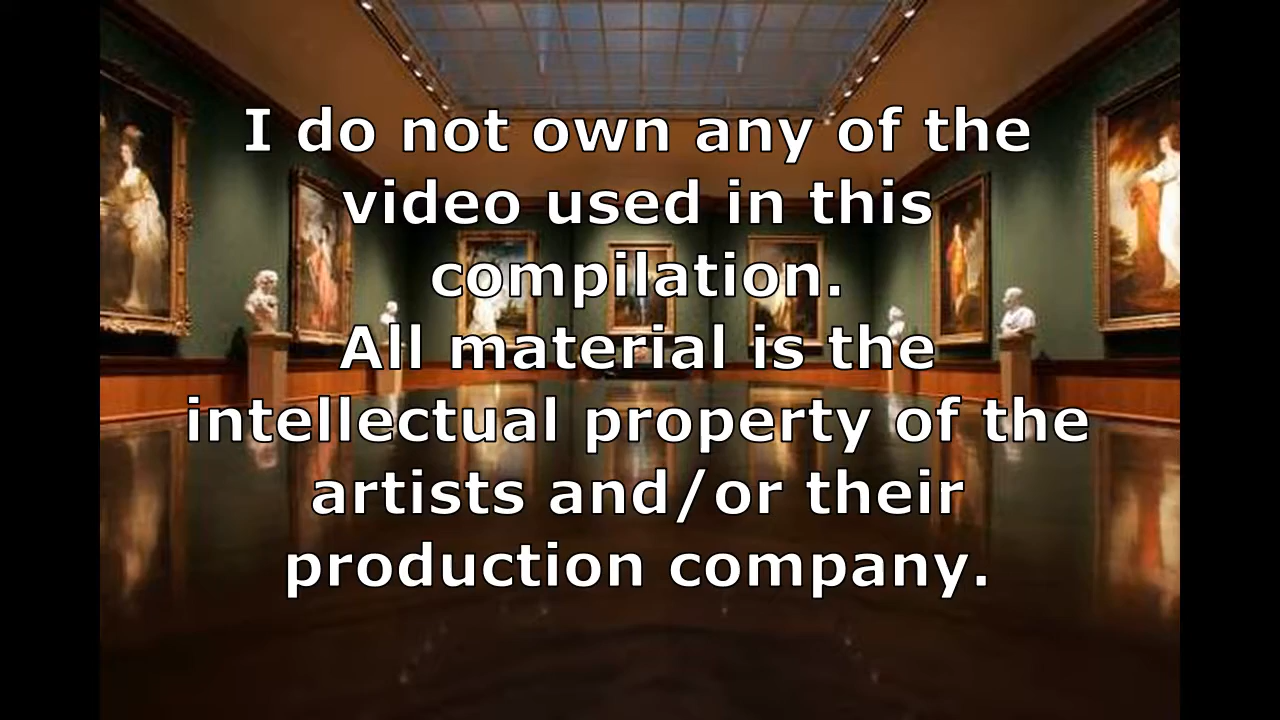 I do not own any of the
video used in this
compilation.
All material is the
intellectual property of the
artists and/or their
production company.